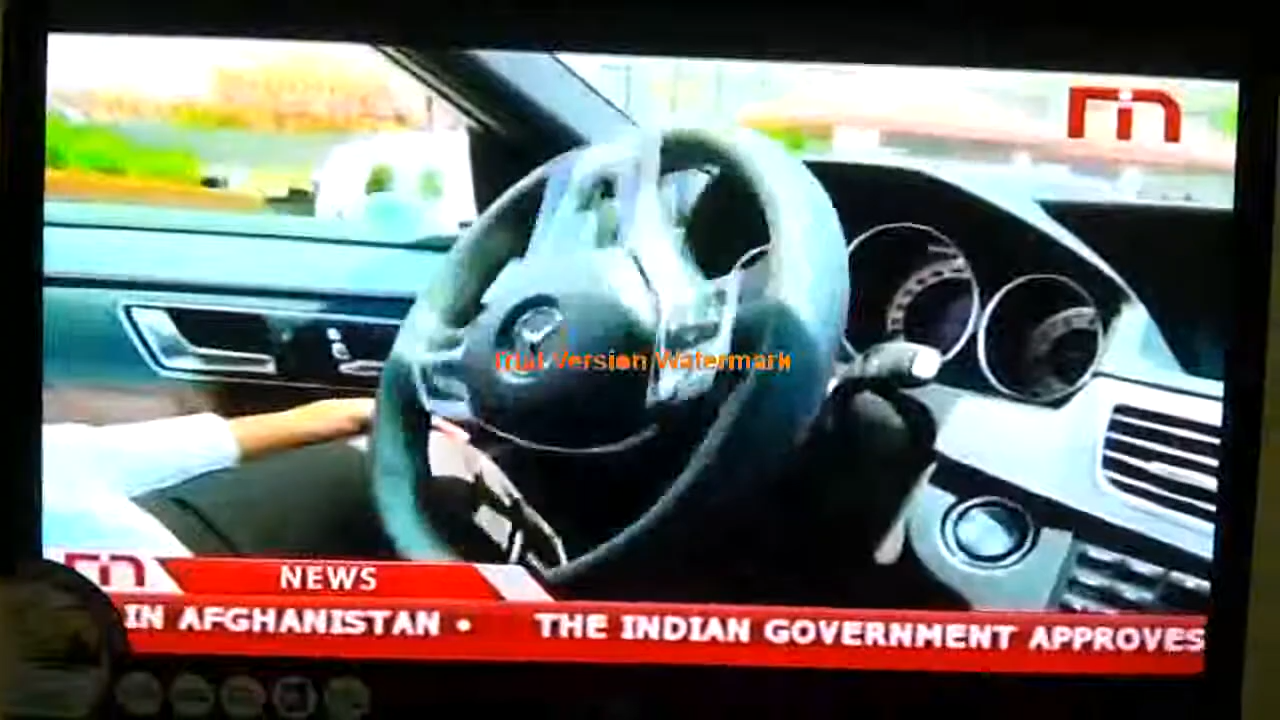 Trial Version Watermark
NEWS
IN AFGHANISTAN • THE INDIAN GOVERNMENT APPROVES